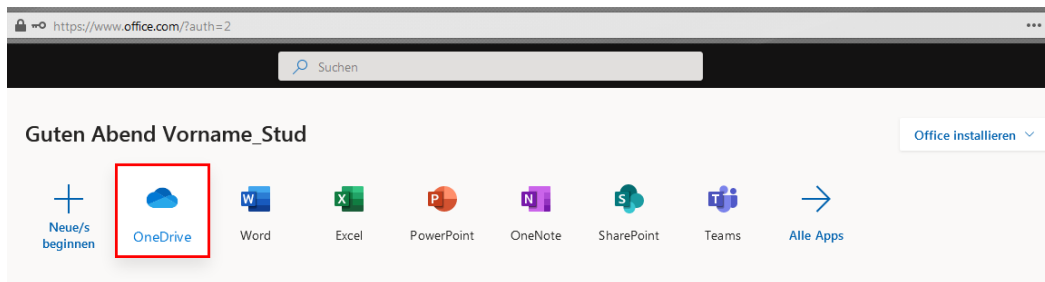 https://www.office.com/?auth=2
Suchen
Guten Abend Vorname_Stud
Office installieren
Neue/s
beginnen
OneDrive
Word
Excel
PowerPoint
OneNote
SharePoint
Teams
Alle Apps